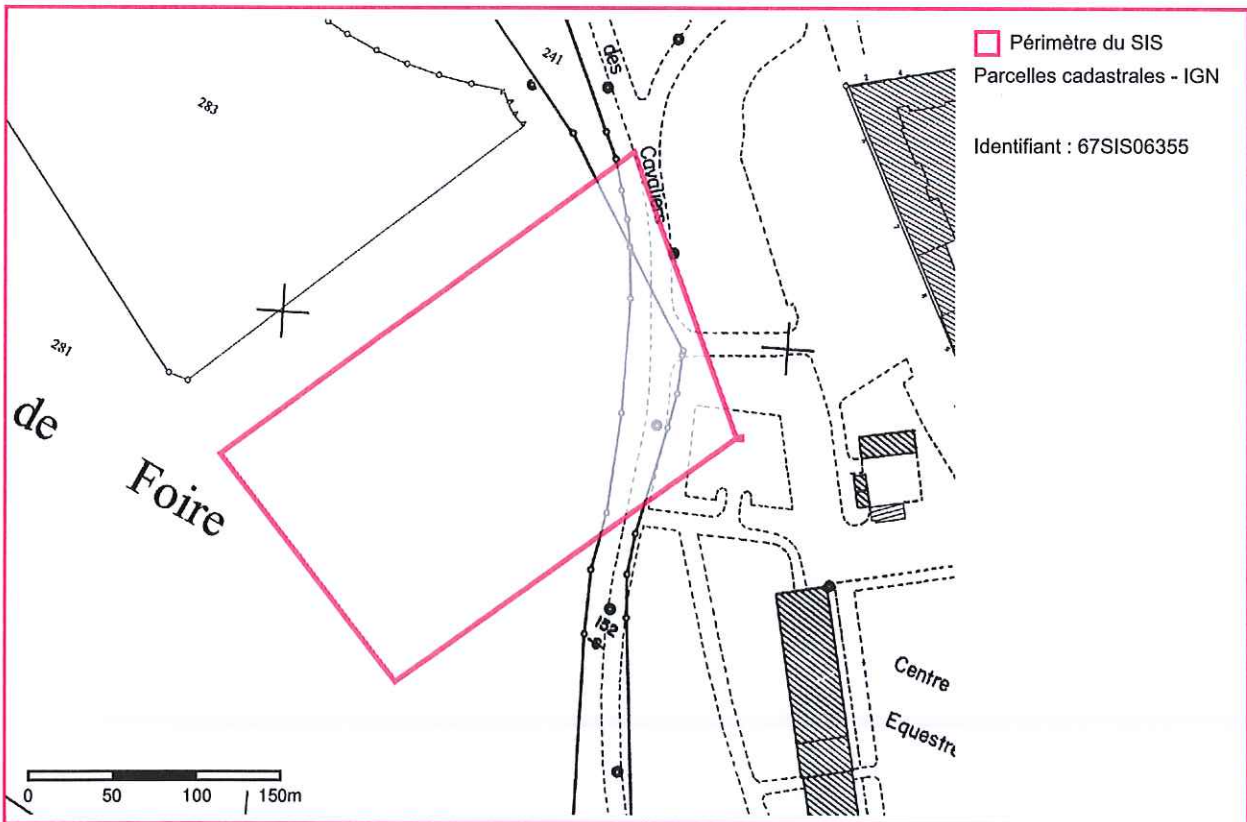 Périmètre du SIS
Parcelles cadastrales - IGN
Identifiant : 67SIS06355
283
241
des
Cavaliers
281
de
Foire
152
Centre
Equestre
0 50 100 150m